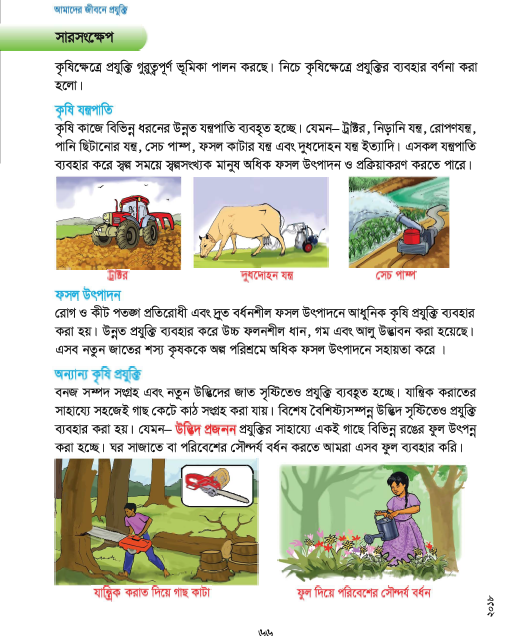 আমাদের জীবনে প্রযুক্তি
সারসংক্ষেপ
কৃষিক্ষেত্রে প্রযুক্তি গুরুত্বপূর্ণ ভূমিকা পালন করছে। নিচে কৃষিক্ষেত্রে প্রযুক্তির ব্যবহার বর্ণনা করা
হলো।
কৃষি যন্ত্রপাতি
কৃষি কাজে বিভিন্ন ধরনের উন্নত যন্ত্রপাতি ব্যবহৃত হচ্ছে। যেমন– ট্রাক্টর, নিড়ানি যন্ত্র, রোপণযন্ত্র,
পানি ছিটানোর যন্ত্র, সেচ পাম্প, ফসল কাটার যন্ত্র এবং দুধদোহন যন্ত্র ইত্যাদি। এসকল যন্ত্রপাতি
ব্যবহার করে স্বল্প সময়ে স্বল্পসংখ্যক মানুষ অধিক ফসল উৎপাদন ও প্রক্রিয়াকরণ করতে পারে।
ট্রাক্টর
দুধদোহন যন্ত্র
সেচ পাম্প
ফসল উৎপাদন
রোগ ও কীট পতঙ্গ প্রতিরোধী এবং দ্রুত বর্ধনশীল ফসল উৎপাদনে আধুনিক কৃষি প্রযুক্তি ব্যবহার
করা হয়। উন্নত প্রযুক্তি ব্যবহার করে উচ্চ ফলনশীল ধান, গম এবং আলু উদ্ভাবন করা হয়েছে।
এসব নতুন জাতের শস্য কৃষককে অল্প পরিশ্রমে অধিক ফসল উৎপাদনে সহায়তা করে ।
অন্যান্য কৃষি প্রযুক্তি
বনজ সম্পদ সংগ্রহ এবং নতুন উদ্ভিদের জাত সৃষ্টিতেও প্রযুক্তি ব্যবহৃত হচ্ছে। যান্ত্রিক করাতের
সাহায্যে সহজেই গাছ কেটে কাঠ সংগ্রহ করা যায়। বিশেষ বৈশিষ্ট্যসম্পন্ন উদ্ভিদ সৃষ্টিতেও প্রযুক্তি
ব্যবহার করা হয়। যেমন– উদ্ভিদ প্রজনন প্রযুক্তির সাহায্যে একই গাছে বিভিন্ন রঙের ফুল উৎপন্ন
করা হচ্ছে। ঘর সাজাতে বা পরিবেশের সৌন্দর্য বর্ধন করতে আমরা এসব ফুল ব্যবহার করি।
যান্ত্রিক করাত দিয়ে গাছ কাটা
ফুল দিয়ে পরিবেশের সৌন্দর্য বর্ধন
২০১৮
৬৬